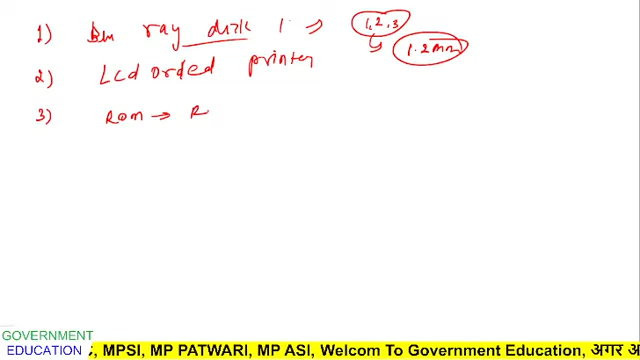 1) Blu ray disk 1 → 1, 2, 3
1.2mm
2) Lcd orded printer
3) Rom → R
GOVERNMENT
EDUCATION
, MPSI, MP PATWARI, MP ASI, Welcom To Government Education, अगर